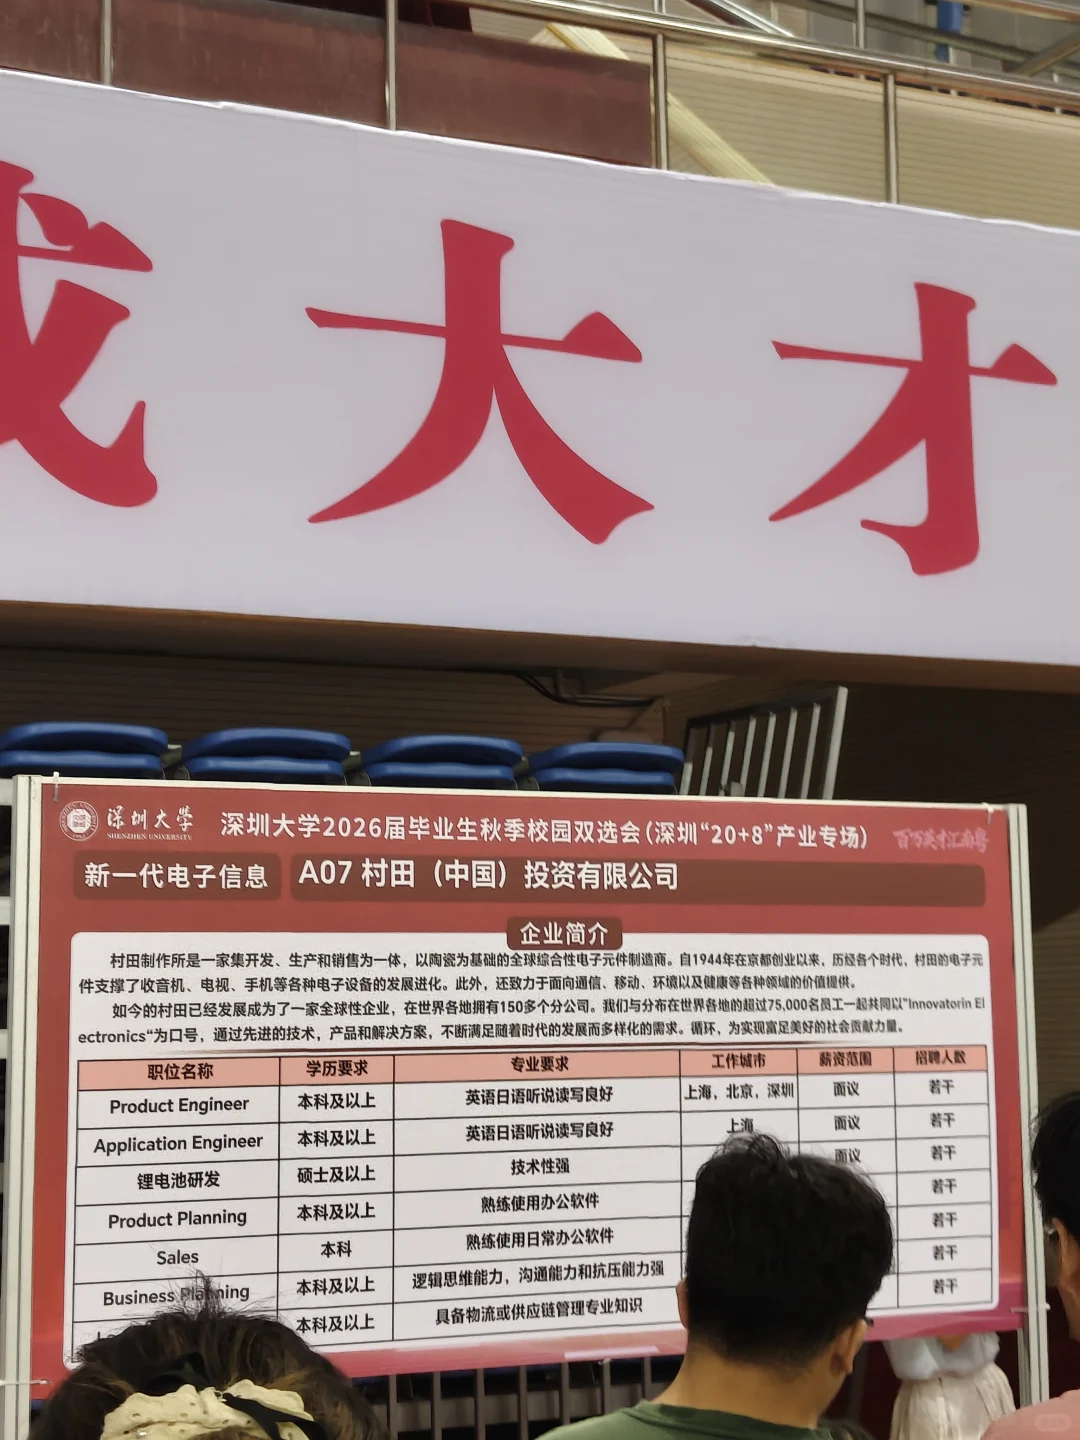 大才
深圳大学
SHENZHEN UNIVERSITY
深圳大学2026届毕业生秋季校园双选会(深圳“20+8”产业专场)
百万英才汇南粤
新一代电子信息
A07 村田（中国）投资有限公司
企业简介
村田制作所是一家集开发、生产和销售为一体，以陶瓷为基础的全球综合性电子元件制造商。自1944年在京都创业以来，历经各个时代，村田的电子元
件支撑了收音机、电视、手机等各种电子设备的发展进化。此外，还致力于面向通信、移动、环境以及健康等各种领域的价值提供。
如今的村田已经发展成为了一家全球性企业，在世界各地拥有150多个分公司。我们与分布在世界各地的超过75,000名员工一起共同以"Innovatorin El
ectronics“为口号，通过先进的技术，产品和解决方案，不断满足随着时代的发展而多样化的需求。循环，为实现富足美好的社会贡献力量。
职位名称 学历要求 专业要求 工作城市 薪资范围 招聘人数
Product Engineer 本科及以上 英语日语听说读写良好 上海，北京，深圳 面议 若干
Application Engineer 本科及以上 英语日语听说读写良好 上海 面议 若干
锂电池研发 硕士及以上 技术性强 面议 若干
Product Planning 本科及以上 熟练使用办公软件 若干
Sales 本科 熟练使用日常办公软件 若干
Business Planning 本科及以上 逻辑思维能力，沟通能力和抗压能力强 若干
本科及以上 具备物流或供应链管理专业知识 若干